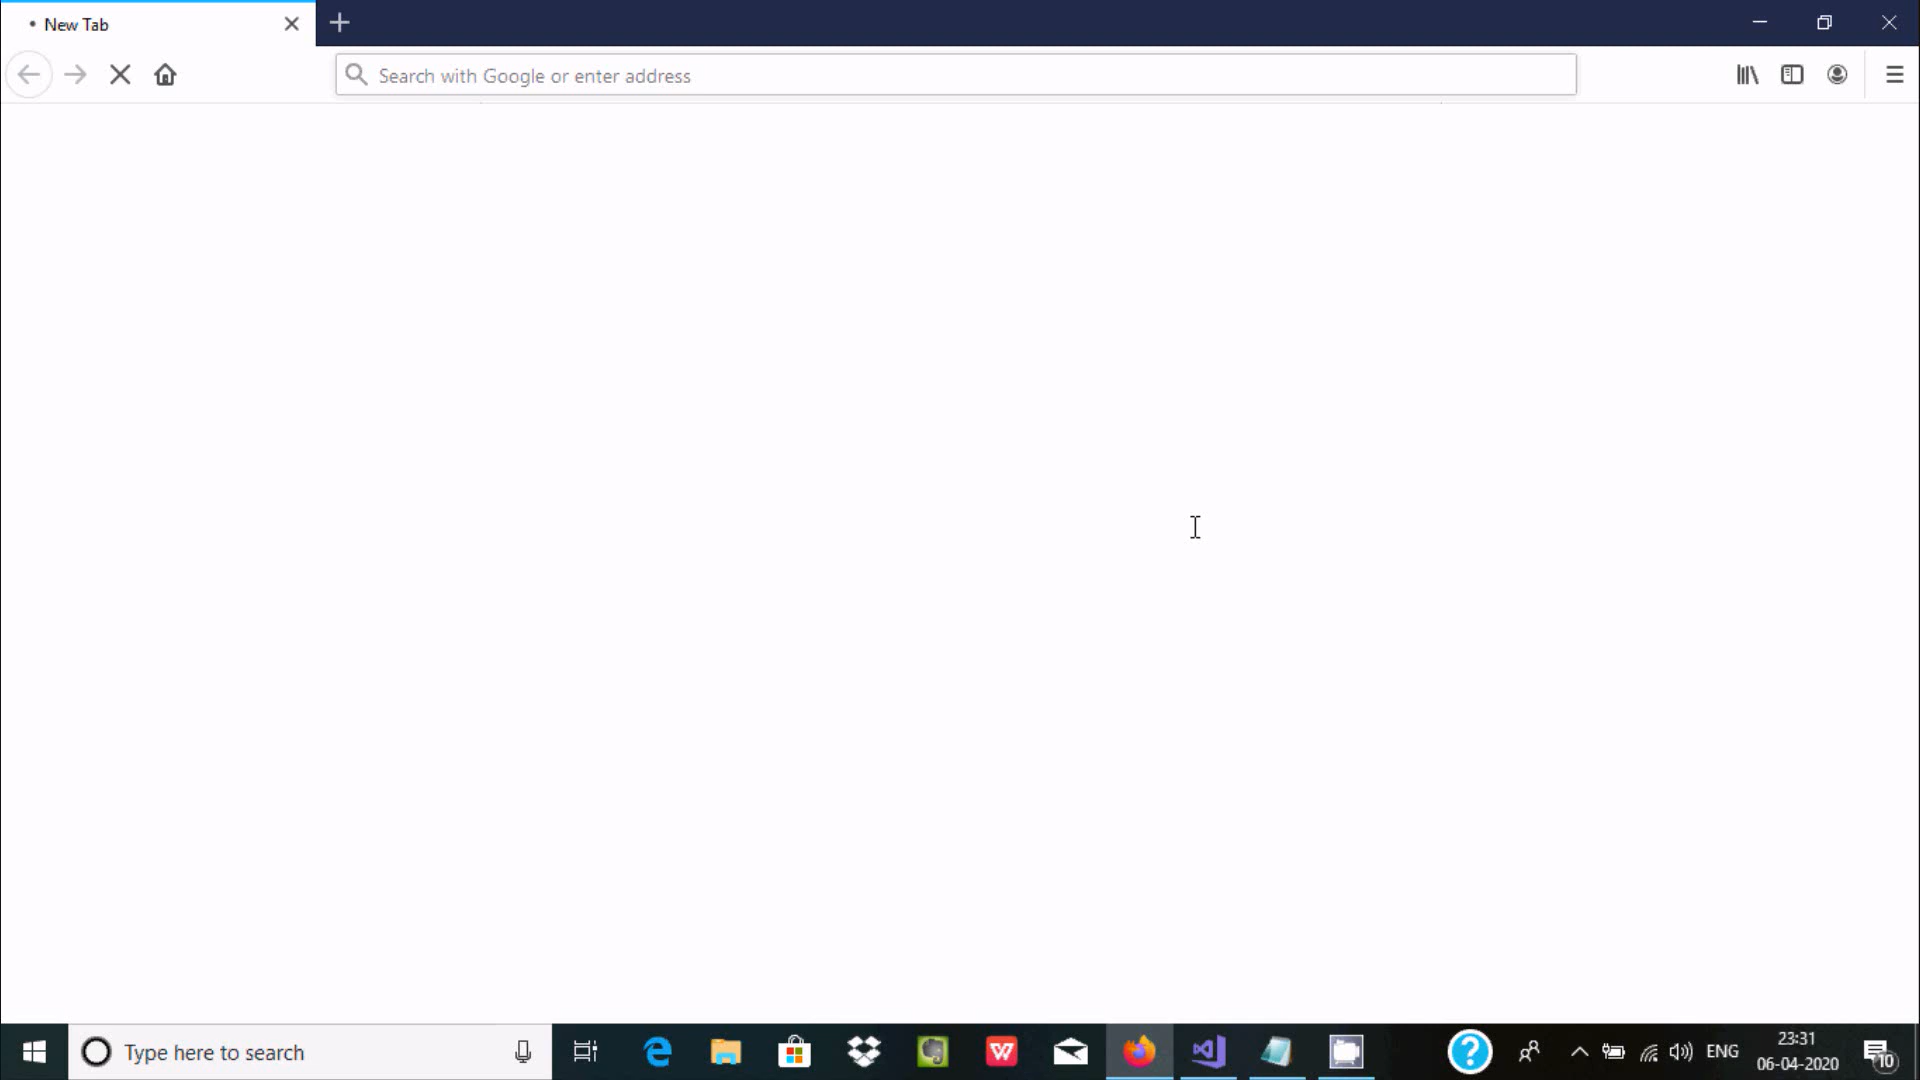 New Tab
Search with Google or enter address
Type here to search
ENG
23:31
06-04-2020
10